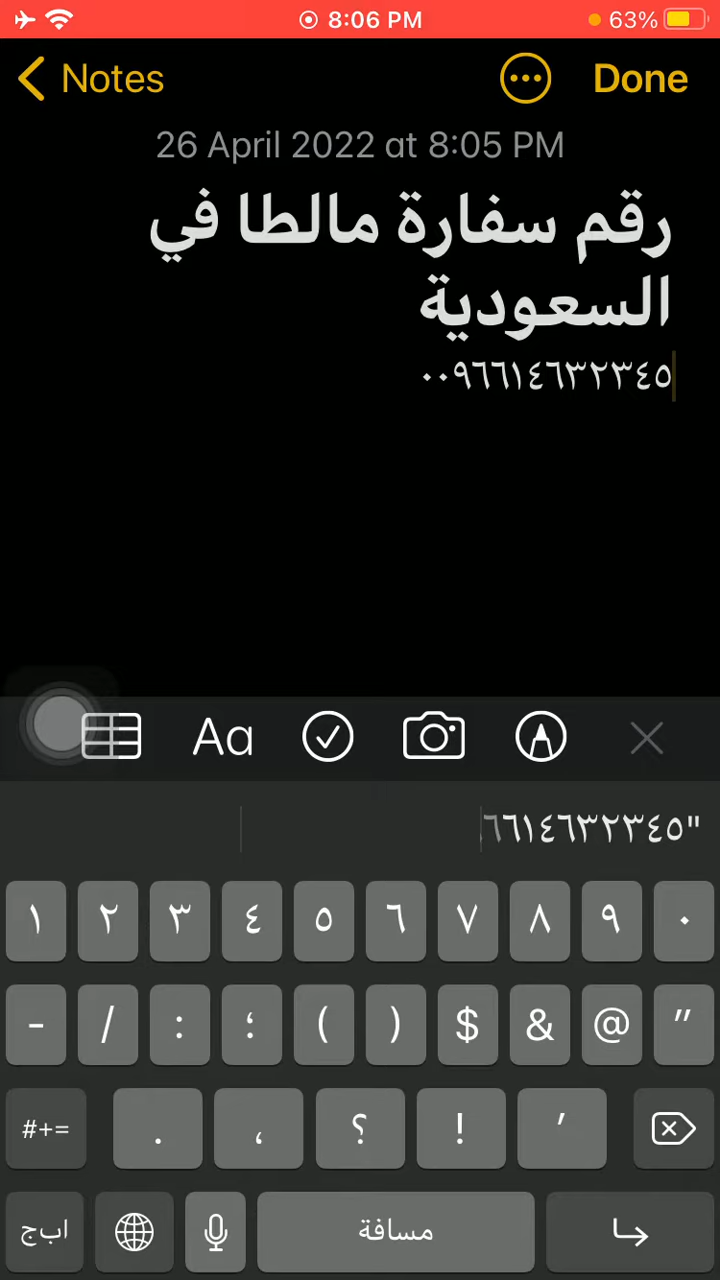 8:06 PM
63%
Notes
Done
26 April 2022 at 8:05 PM
رقم سفارة مالطا في
السعودية
٠٠٩٦٦١٤٦٣٢٣٤٥
Aa
٦٦١٤٦٣٢٣٤٥"
١ ٢ ٣ ٤ ٥ ٦ ٧ ٨ ٩ ٠
- / : ؛ ( ) $ & @ "
#+= . ، ؟ ! '
اب‌ج مسافة